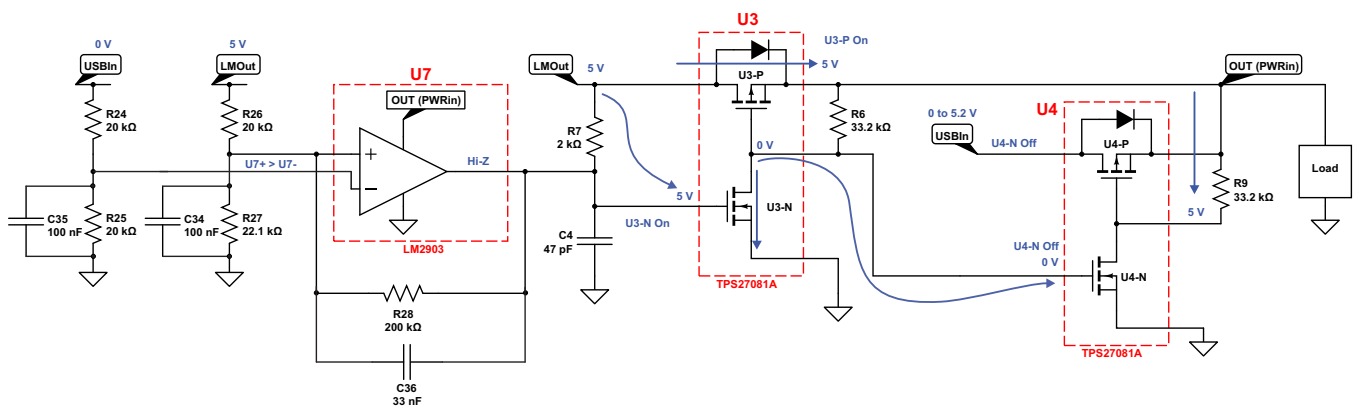 0 V
USBIn
R24
20 kΩ
C35
100 nF
R25
20 kΩ
5 V
LMOut
R26
20 kΩ
U7+ > U7-
C34
100 nF
R27
22.1 kΩ
U7
OUT (PWRin)
+
−
Hi-Z
LM2903
R28
200 kΩ
C36
33 nF
LMOut
5 V
R7
2 kΩ
C4
47 pF
U3
U3-P On
U3-P
5 V
0 V
5 V
U3-N On
U3-N
TPS27081A
R6
33.2 kΩ
0 to 5.2 V
USBIn
U4-N Off
U4
U4-P
OUT (PWRin)
R9
33.2 kΩ
5 V
U4-N Off
0 V
U4-N
TPS27081A
Load